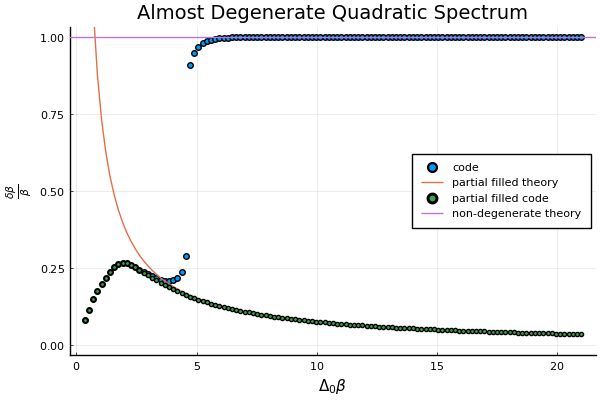 Almost Degenerate Quadratic Spectrum
1.00
0.75
0.50
0.25
0.00
δβ
β
code
partial filled theory
partial filled code
non-degenerate theory
0 5 10 15 20
Δ₀β